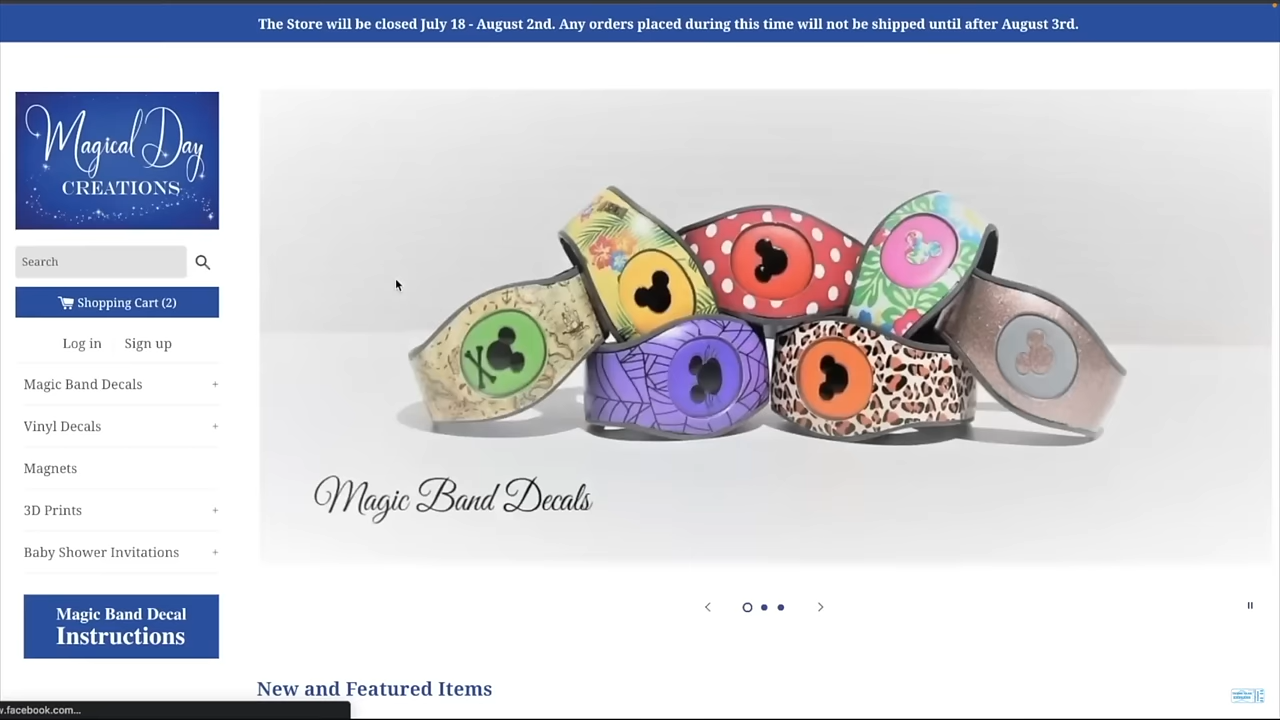 The Store will be closed July 18 - August 2nd. Any orders placed during this time will not be shipped until after August 3rd.
Magical Day
CREATIONS
Search
Shopping Cart (2)
Log in Sign up
Magic Band Decals +
Vinyl Decals +
Magnets
3D Prints +
Baby Shower Invitations +
Magic Band Decal
Instructions
Magic Band Decals
New and Featured Items
w.facebook.com...